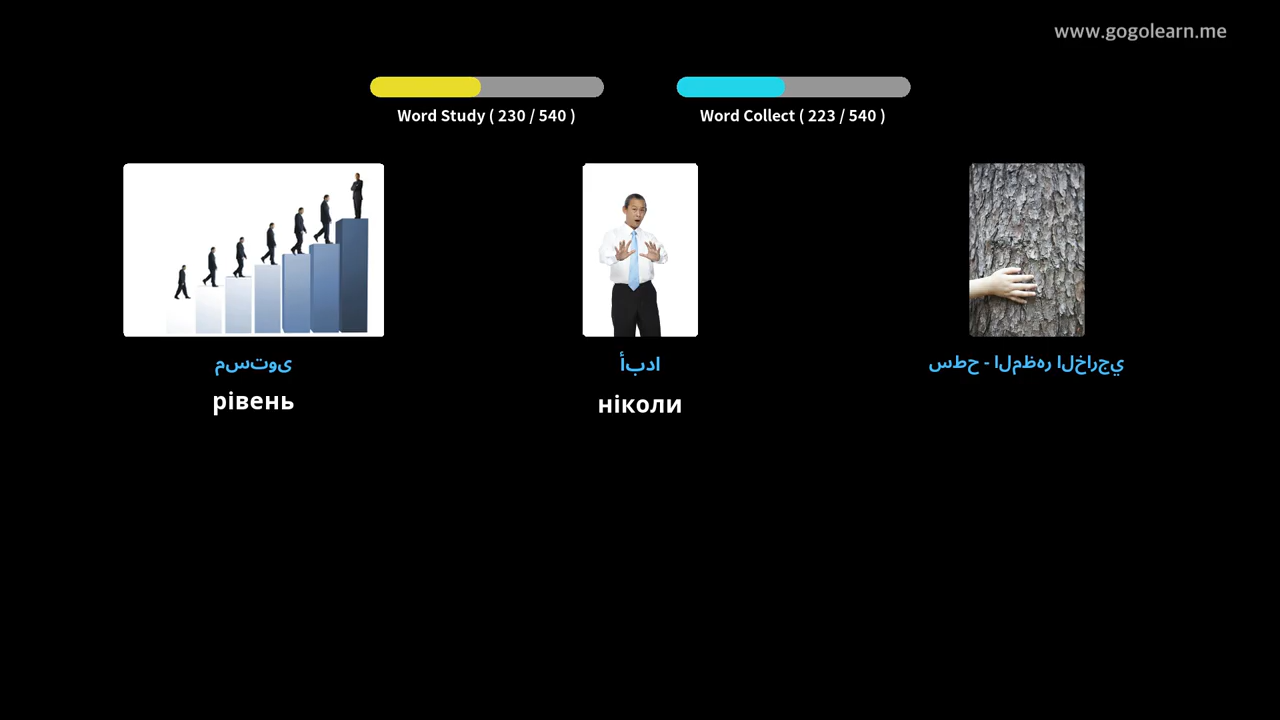 www.gogolearn.me
Word Study ( 230 / 540 )
Word Collect ( 223 / 540 )
مستوى
рівень
أبدا
ніколи
سطح - المظهر الخارجي